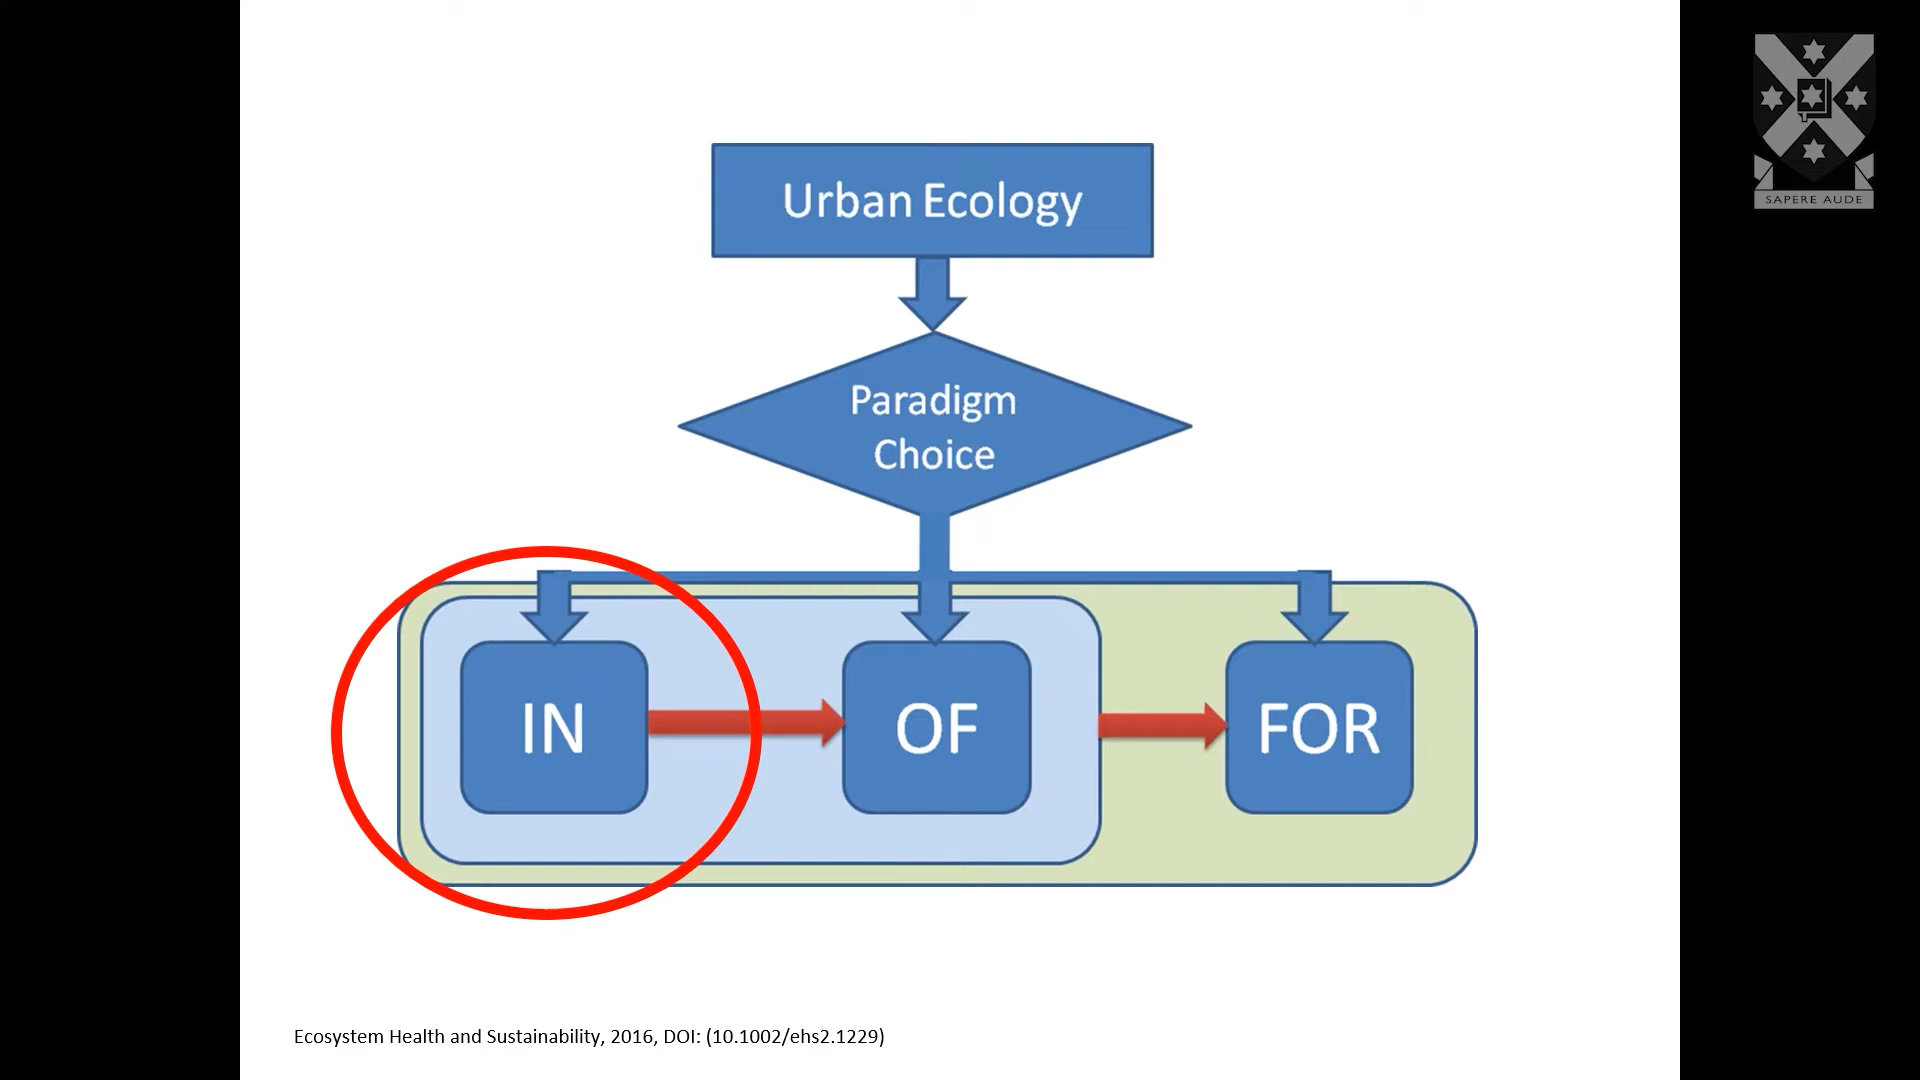 Urban Ecology
Paradigm
Choice
IN
OF
FOR
Ecosystem Health and Sustainability, 2016, DOI: (10.1002/ehs2.1229)
SAPERE AUDE